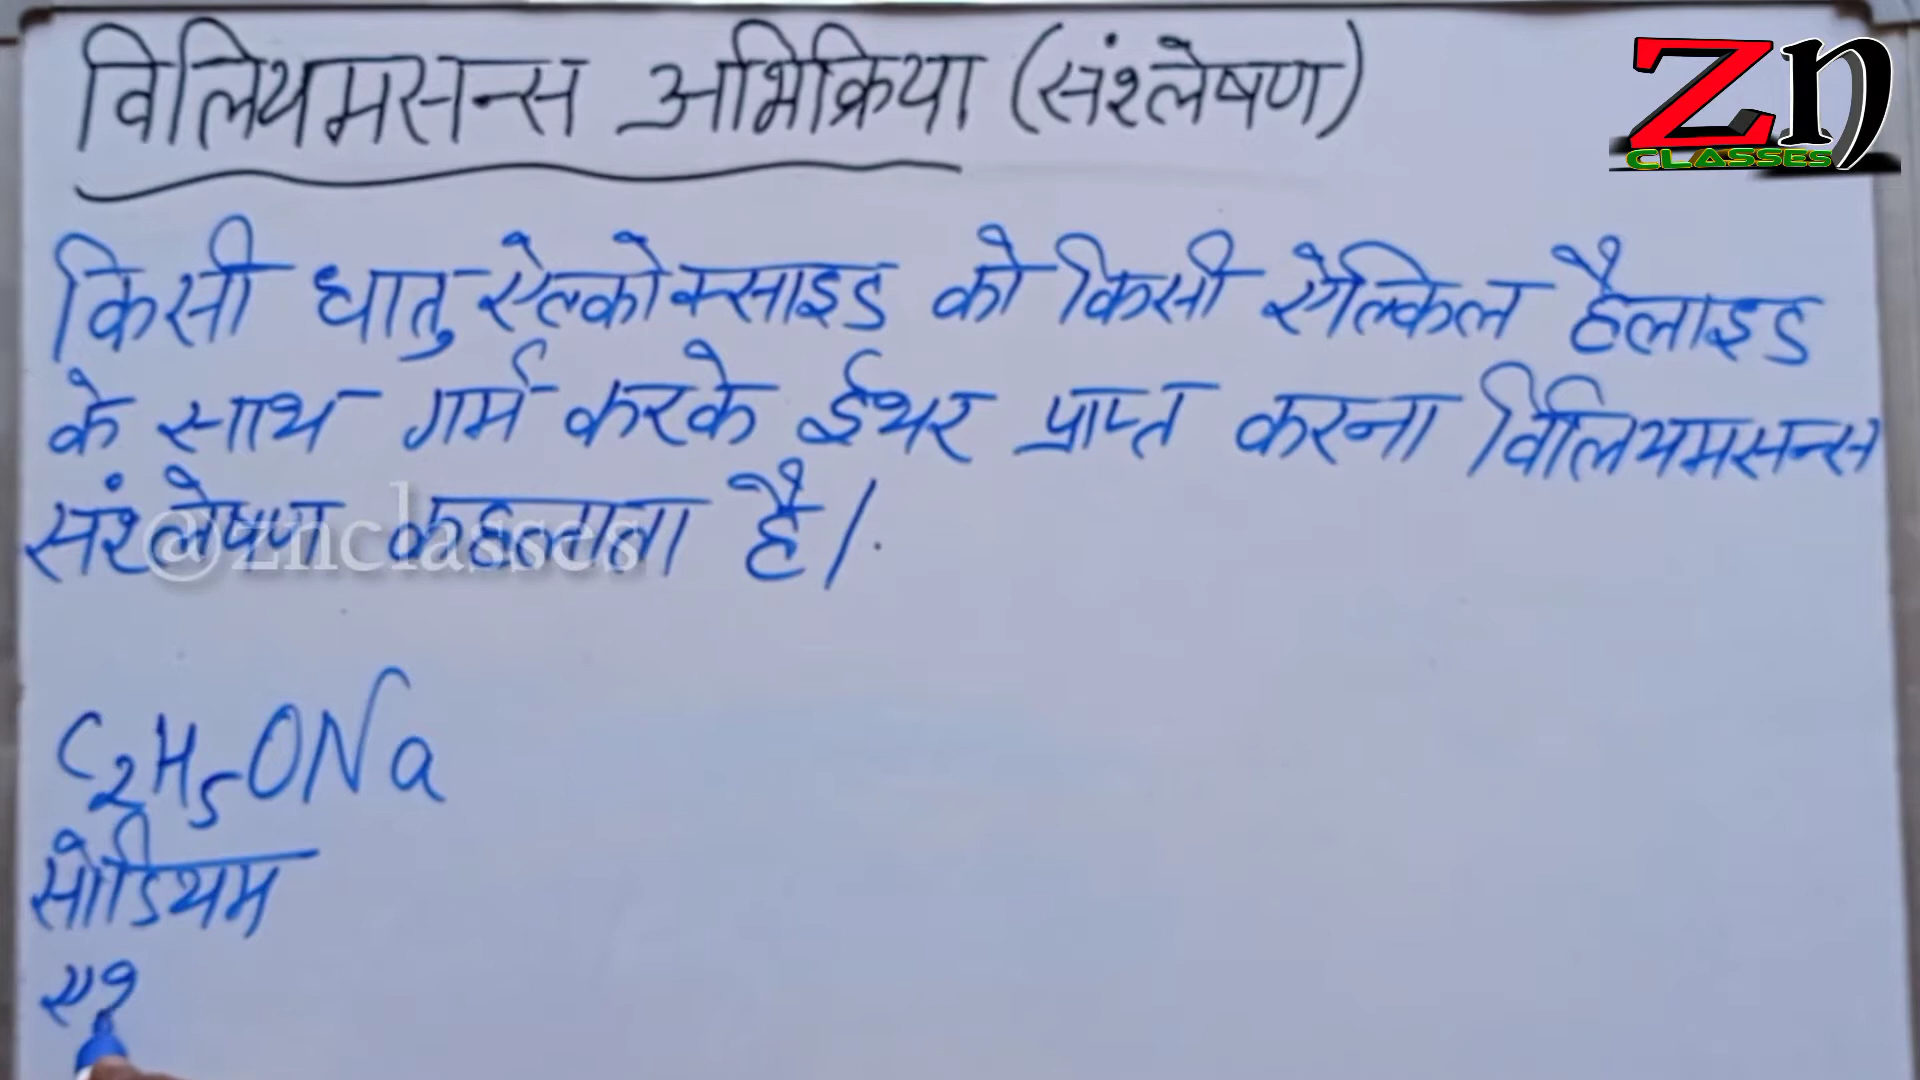 विलियमसन्स अभिक्रिया (संश्लेषण)
Zn
CLASSES
किसी धातु ऐल्कोक्साइड को किसी ऐल्किल हैलाइड
के साथ गर्म करके ईथर प्राप्त करना विलियमसन्स
संश्लेषण कहलाता है।
@znclasses
C₂H₅ONa
सोडियम